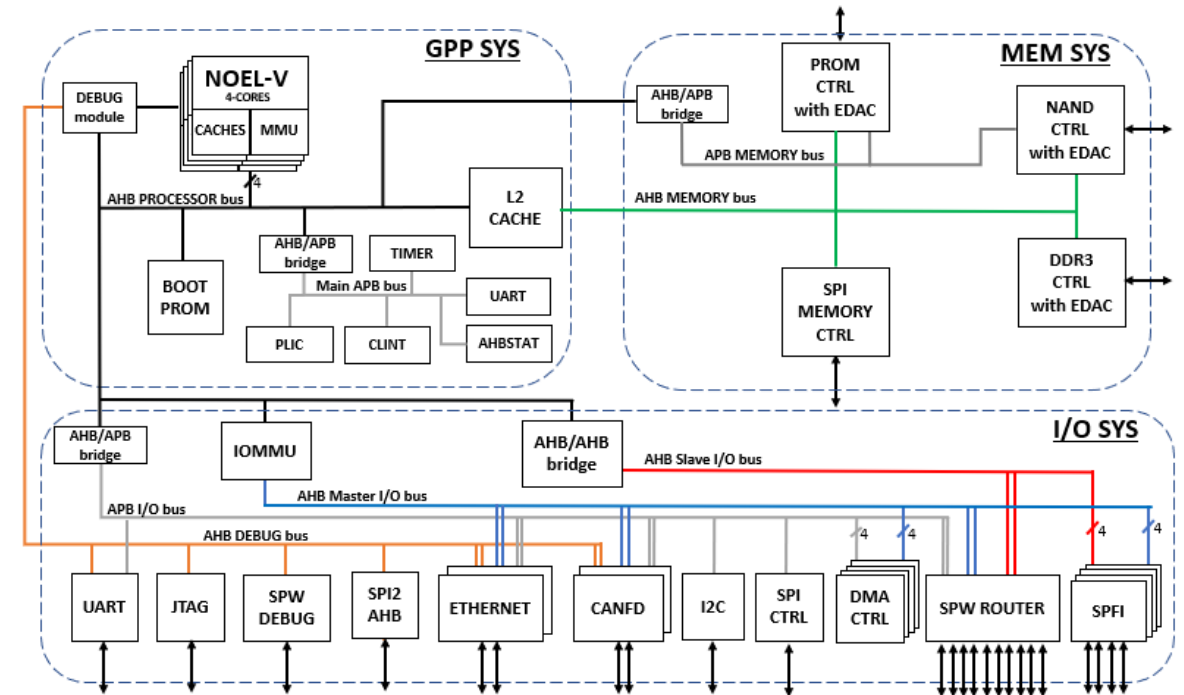 GPP SYS
DEBUG
module
NOEL-V
4-CORES
CACHES
MMU
4
AHB PROCESSOR bus
L2
CACHE
BOOT
PROM
AHB/APB
bridge
TIMER
Main APB bus
UART
PLIC
CLINT
AHBSTAT
MEM SYS
AHB/APB
bridge
PROM
CTRL
with EDAC
NAND
CTRL
with EDAC
APB MEMORY bus
AHB MEMORY bus
SPI
MEMORY
CTRL
DDR3
CTRL
with EDAC
I/O SYS
AHB/APB
bridge
IOMMU
AHB/AHB
bridge
AHB Slave I/O bus
AHB Master I/O bus
APB I/O bus
AHB DEBUG bus
4
4
4
4
UART
JTAG
SPW
DEBUG
SPI2
AHB
ETHERNET
CANFD
I2C
SPI
CTRL
DMA
CTRL
SPW ROUTER
SPFI